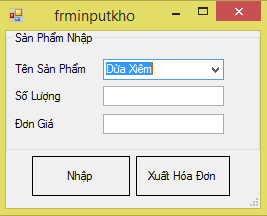 frminputkho
Sản Phẩm Nhập
Tên Sản Phẩm Dừa Xiêm
Số Lượng
Đơn Giá
Nhập Xuất Hóa Đơn